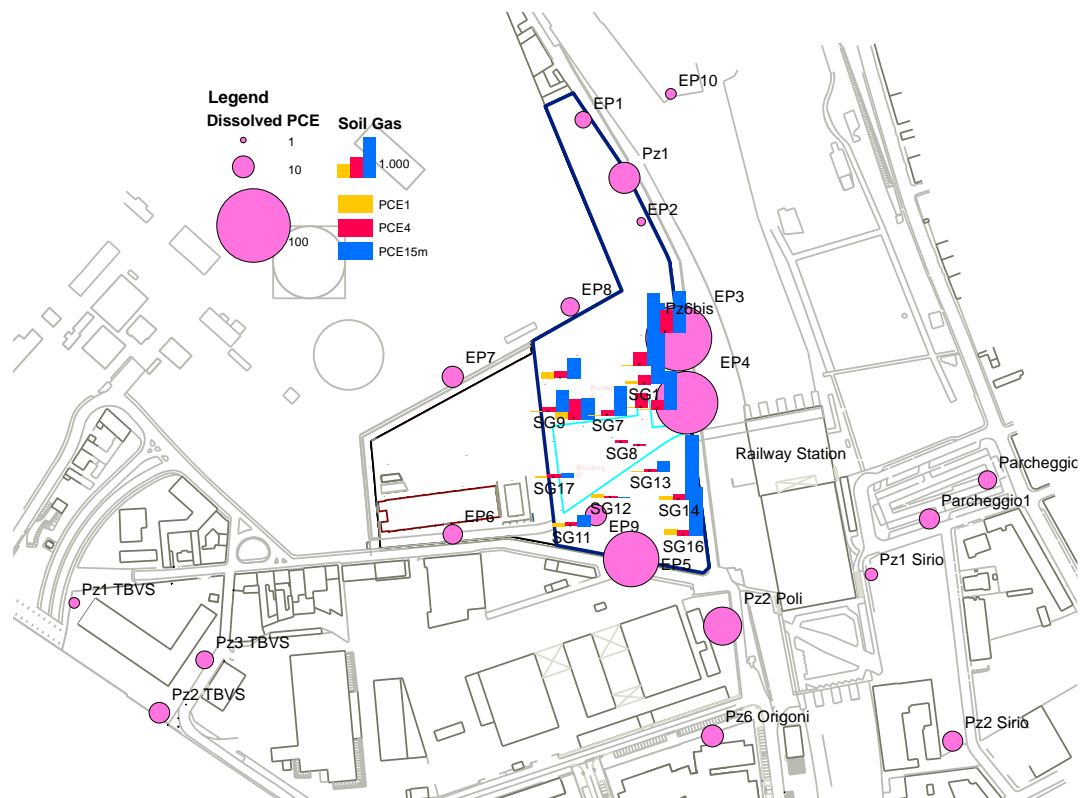 EP10
Legend
EP1
Dissolved PCE
Soil Gas
1
1.000
10
Pz1
PCE1
EP2
PCE4
100
PCE15m
EP8
EP3
Pz6bis
EP7
EP4
Building
SG1
SG9
SG7
SG8
Railway Station
Parcheggio
Building
SG17
SG13
Parcheggio1
SG12
SG14
EP6
EP9
SG11
SG16
Pz1 Sirio
EP5
Pz1 TBVS
Pz2 Poli
Pz3 TBVS
Pz2 TBVS
Pz6 Origoni
Pz2 Sirio